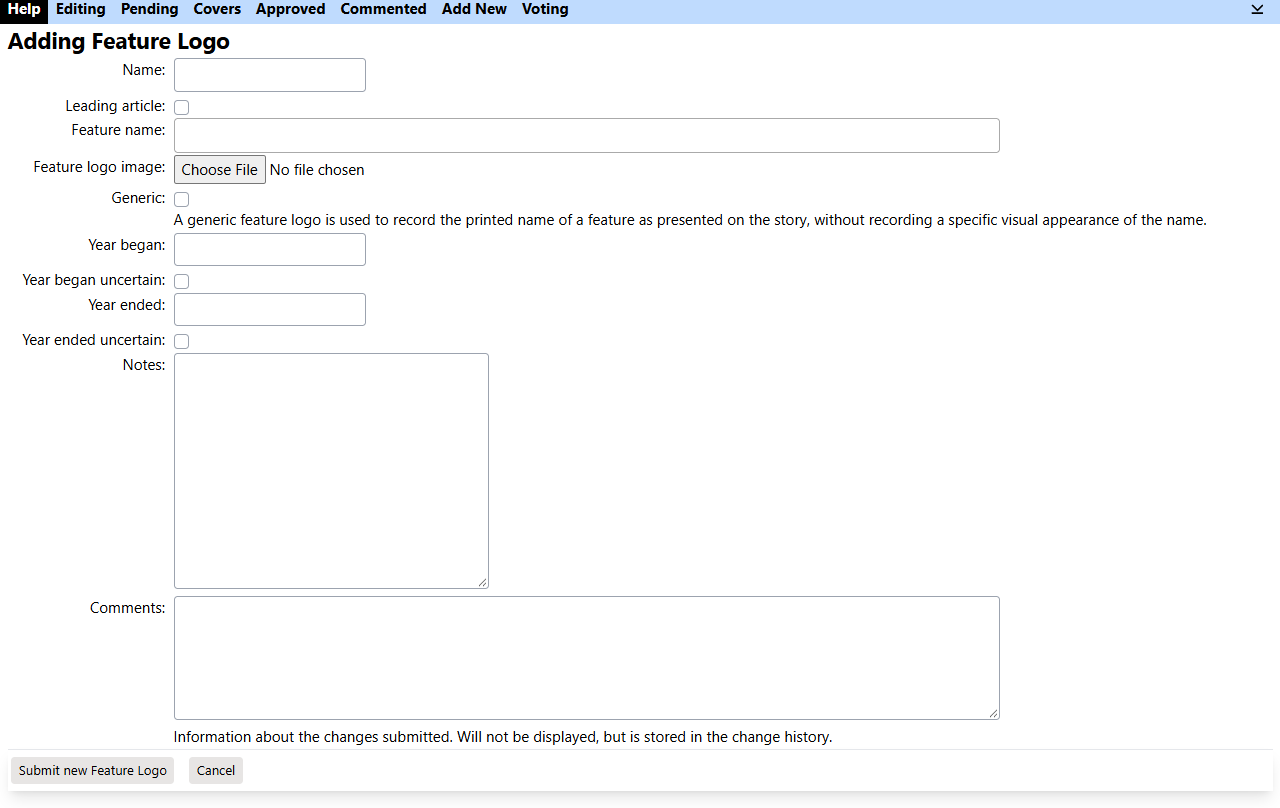 Help Editing Pending Covers Approved Commented Add New Voting
Adding Feature Logo
Name:
Leading article:
Feature name:
Feature logo image: Choose File No file chosen
Generic:
A generic feature logo is used to record the printed name of a feature as presented on the story, without recording a specific visual appearance of the name.
Year began:
Year began uncertain:
Year ended:
Year ended uncertain:
Notes:
Comments:
Information about the changes submitted. Will not be displayed, but is stored in the change history.
Submit new Feature Logo Cancel